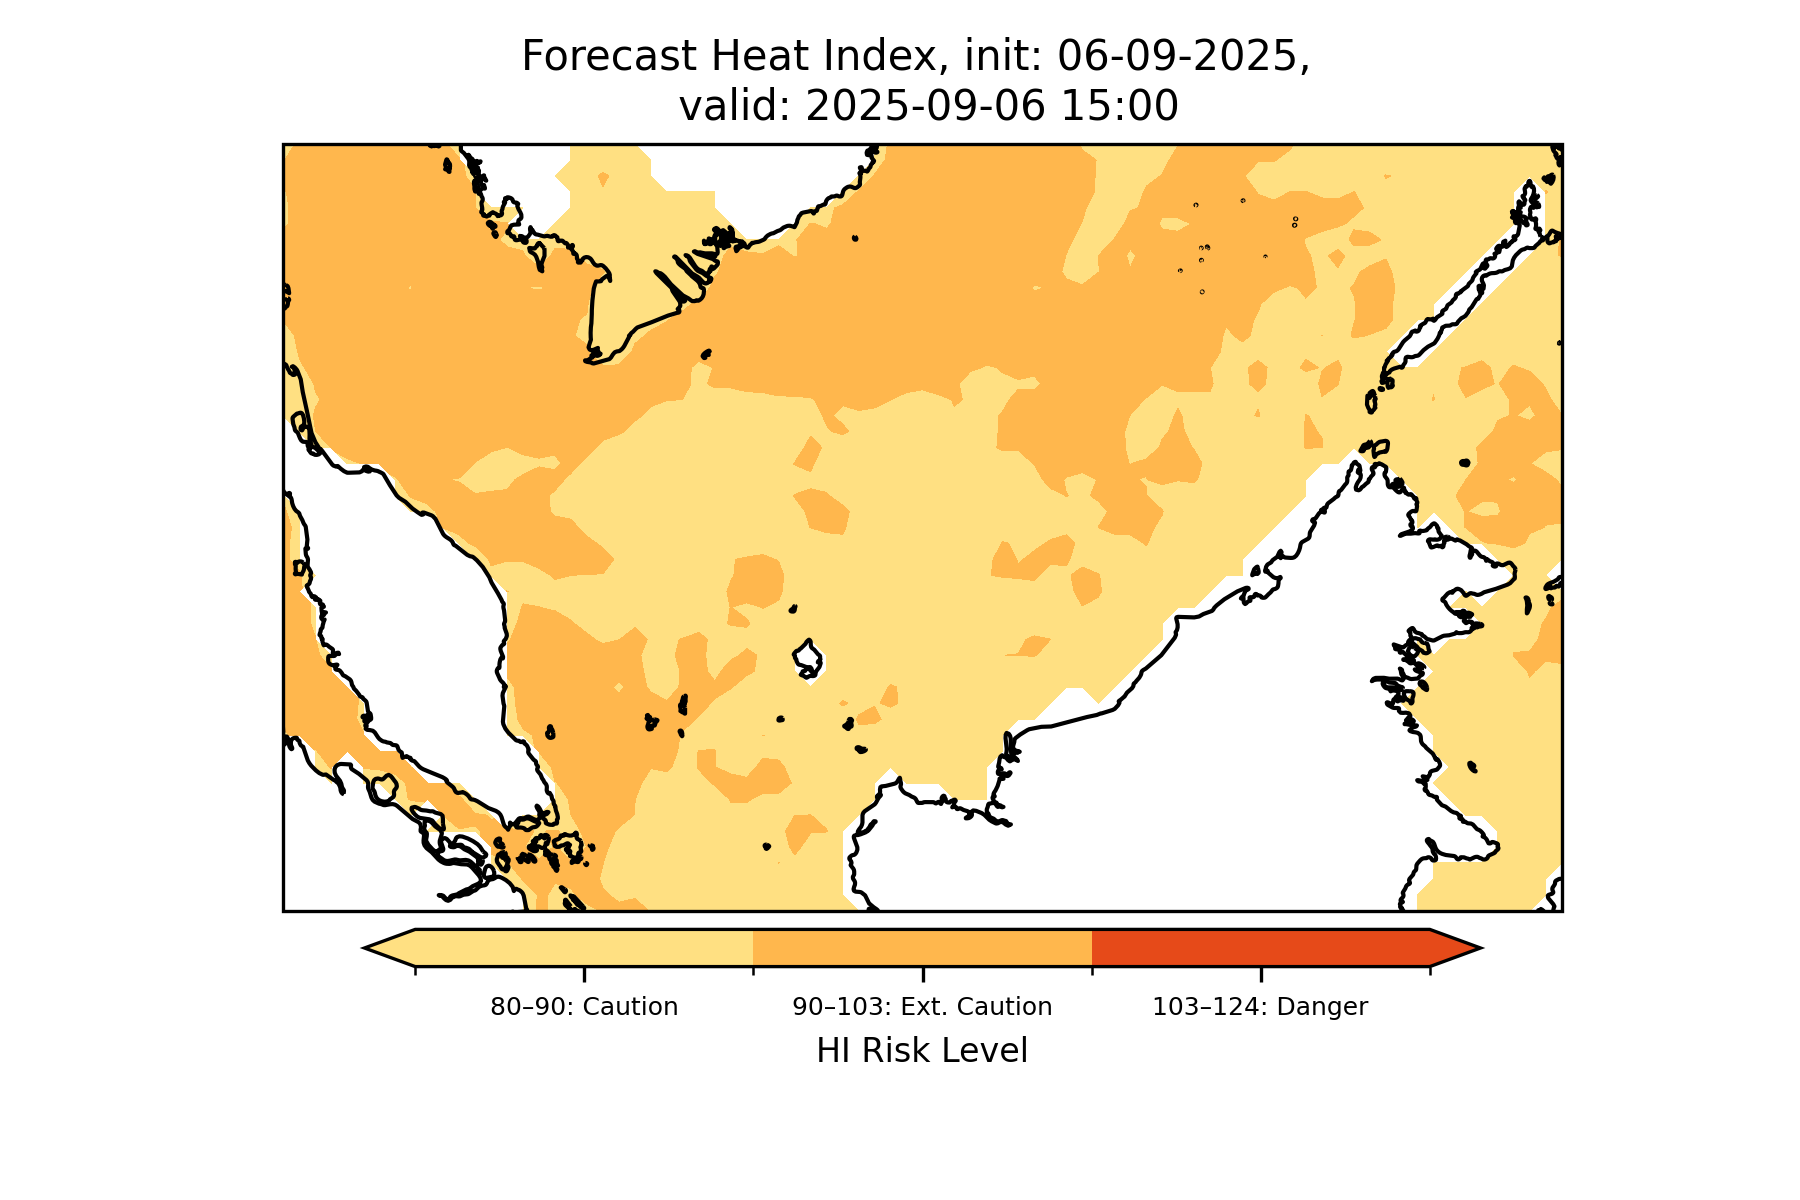 Forecast Heat Index, init: 06-09-2025,
valid: 2025-09-06 15:00
80–90: Caution
90–103: Ext. Caution
103–124: Danger
HI Risk Level